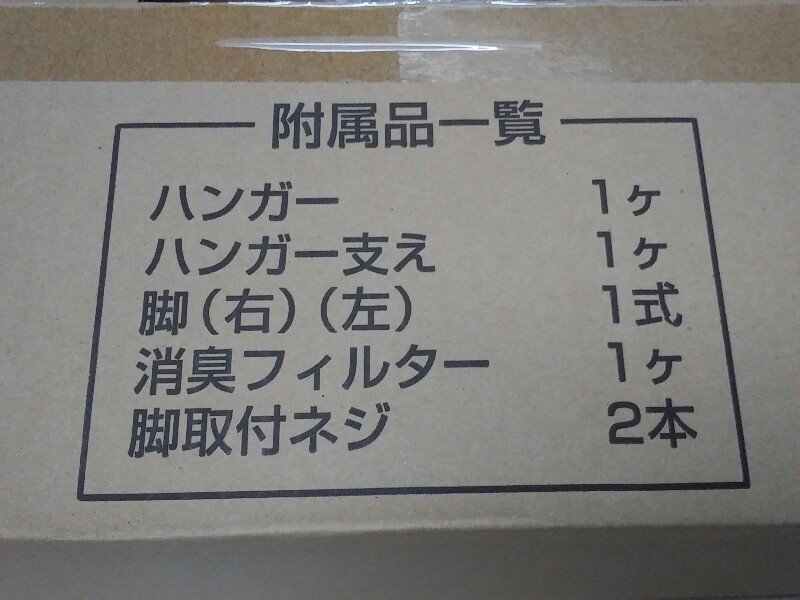 附属品一覧
ハンガー 1ヶ
ハンガー支え 1ヶ
脚(右)(左) 1式
消臭フィルター 1ヶ
脚取付ネジ 2本